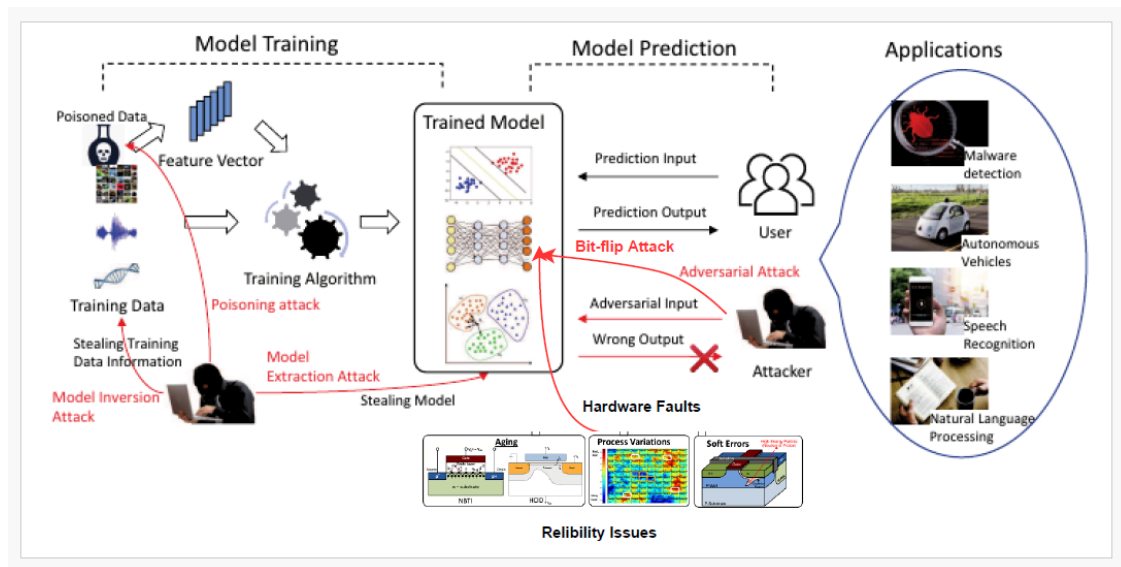 Model Training
Model Prediction
Applications
Poisoned Data
Feature Vector
Trained Model
Training Algorithm
Training Data
Poisoning attack
Stealing Training
Data Information
Model Inversion
Attack
Model
Extraction Attack
Stealing Model
Prediction Input
Prediction Output
User
Bit-flip Attack
Adversarial Attack
Adversarial Input
Wrong Output
Attacker
Malware
detection
Autonomous
Vehicles
Speech
Recognition
Natural Language
Processing
Hardware Faults
Aging
NBTI
HCID
Process Variations
Soft Errors
Relibility Issues